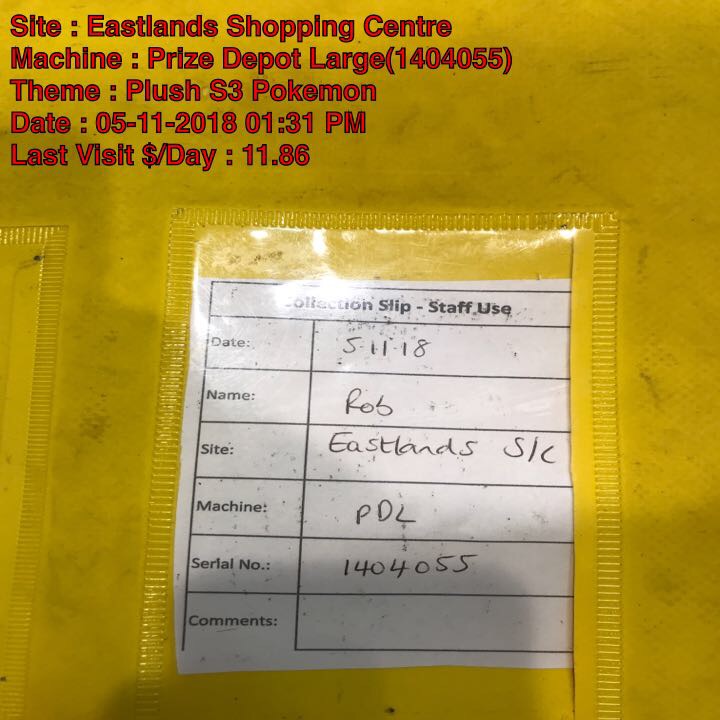 Site : Eastlands Shopping Centre
Machine : Prize Depot Large(1404055)
Theme : Plush S3 Pokemon
Date : 05-11-2018 01:31 PM
Last Visit $/Day : 11.86
Collection Slip - Staff Use
Date: 5-11-18
Name: Rob
Site: Eastlands S/C
Machine: PDL
Serial No.: 1404055
Comments: